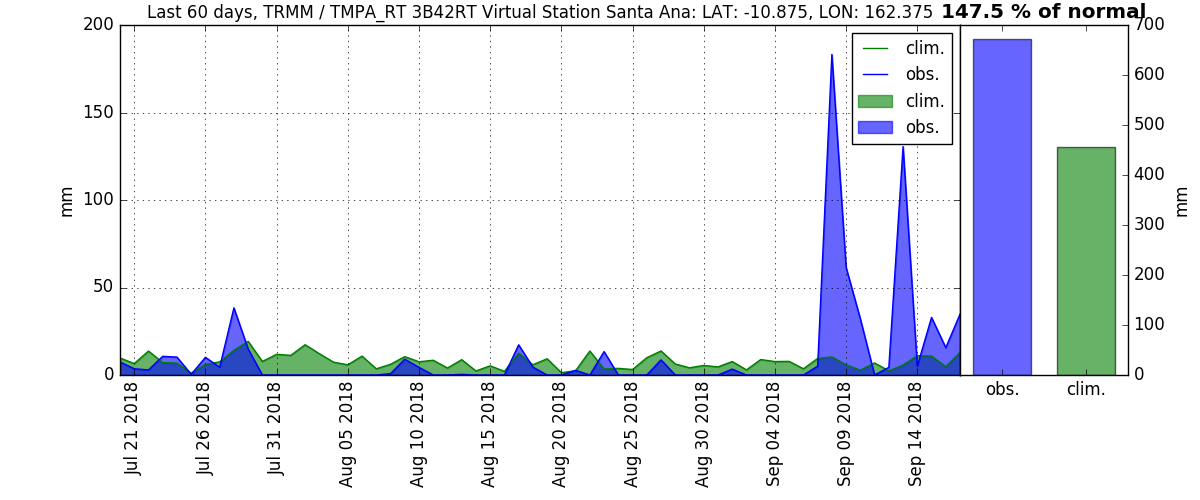 Last 60 days, TRMM / TMPA_RT 3B42RT Virtual Station Santa Ana: LAT: -10.875, LON: 162.375 147.5 % of normal
200
150
100
50
0
mm
clim.
obs.
clim.
obs.
700
600
500
400
300
200
100
0
mm
obs.
clim.
Jul 21 2018
Jul 26 2018
Jul 31 2018
Aug 05 2018
Aug 10 2018
Aug 15 2018
Aug 20 2018
Aug 25 2018
Aug 30 2018
Sep 04 2018
Sep 09 2018
Sep 14 2018